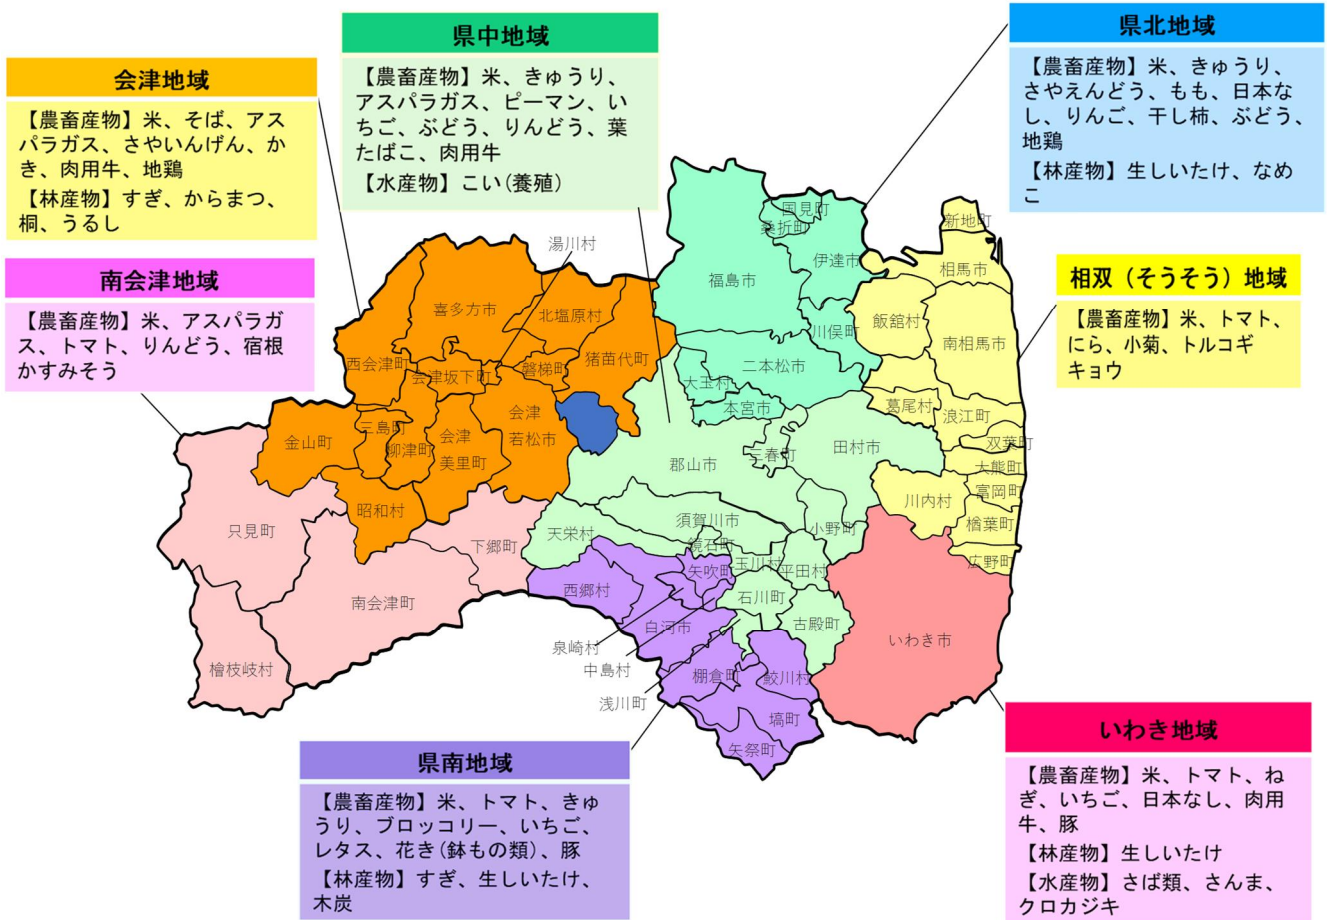 県中地域
【農畜産物】米、きゅうり、
アスパラガス、ピーマン、い
ちご、ぶどう、りんどう、葉
たばこ、肉用牛
【水産物】こい(養殖)
県北地域
【農畜産物】米、きゅうり、
さやえんどう、もも、日本な
し、りんご、干し柿、ぶどう、
地鶏
【林産物】生しいたけ、なめ
こ
会津地域
【農畜産物】米、そば、アス
パラガス、さやいんげん、か
き、肉用牛、地鶏
【林産物】すぎ、からまつ、
桐、うるし
南会津地域
【農畜産物】米、アスパラガ
ス、トマト、りんどう、宿根
かすみそう
相双（そうそう）地域
【農畜産物】米、トマト、
にら、小菊、トルコギ
キョウ
国見町
桑折町
新地町
湯川村
伊達市
相馬市
福島市
喜多方市
北塩原村
飯舘村
川俣町
南相馬市
西会津町
会津坂下町
磐梯町
猪苗代町
二本松市
大玉村
本宮市
葛尾村
浪江町
金山町
三島町
柳津町
会津
美里町
会津
若松市
郡山市
三春町
田村市
双葉町
大熊町
富岡町
川内村
楢葉町
広野町
昭和村
只見町
下郷町
天栄村
須賀川市
鏡石町
小野町
玉川村
平田村
矢吹町
西郷村
石川町
南会津町
白河市
古殿町
いわき市
泉崎村
中島村
浅川町
檜枝岐村
棚倉町
鮫川村
塙町
矢祭町
県南地域
【農畜産物】米、トマト、きゅ
うり、ブロッコリー、いちご、
レタス、花き(鉢もの類)、豚
【林産物】すぎ、生しいたけ、
木炭
いわき地域
【農畜産物】米、トマト、ね
ぎ、いちご、日本なし、肉用
牛、豚
【林産物】生しいたけ
【水産物】さば類、さんま、
クロカジキ